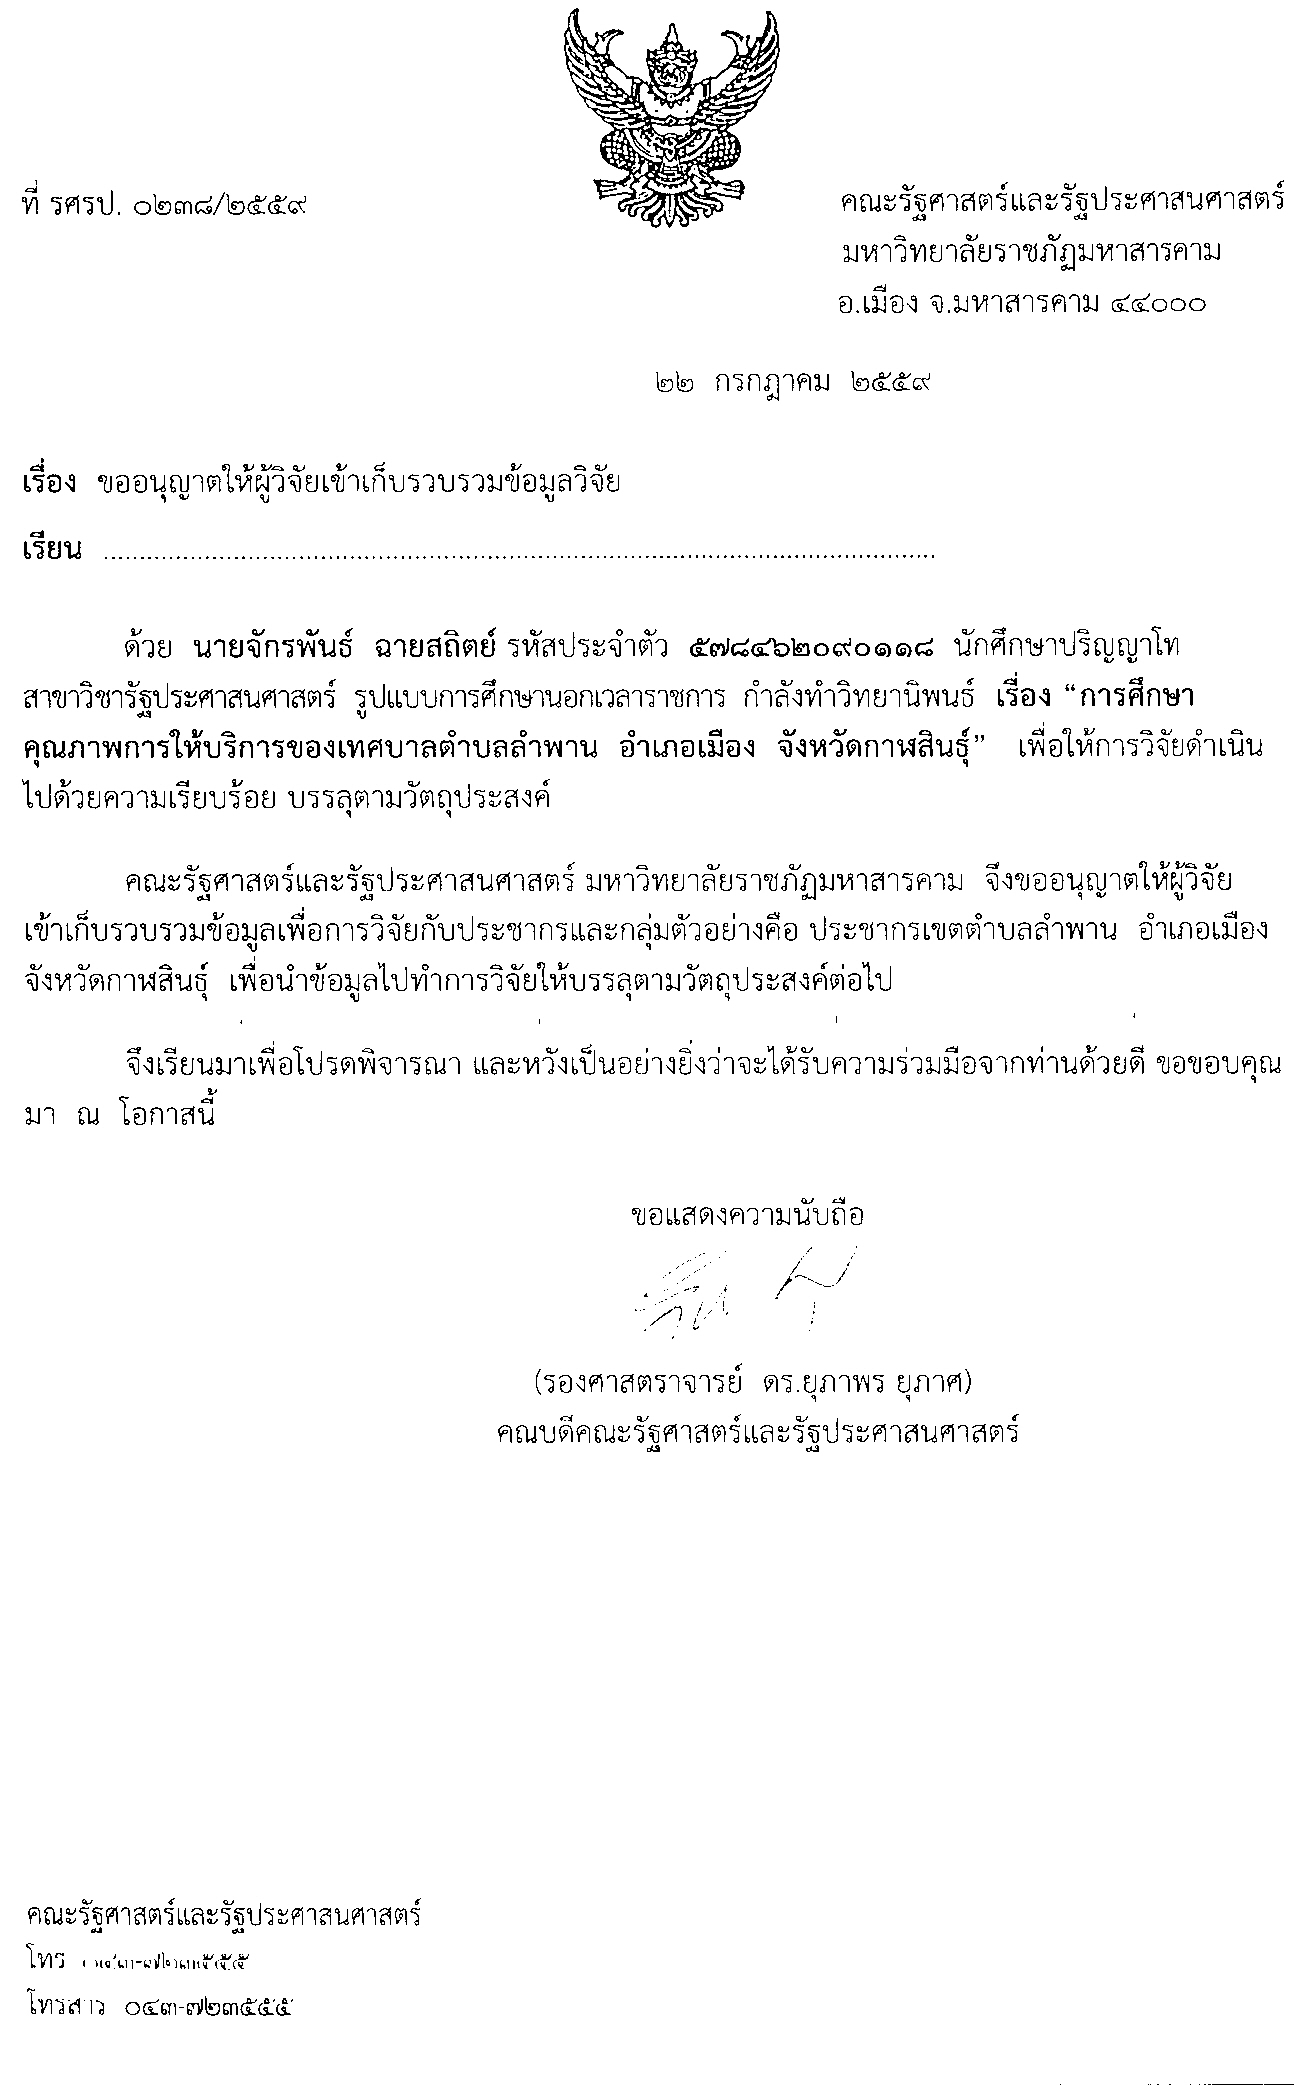 ที่ รศรป. ๐๒๓๘/๒๕๕๙
คณะรัฐศาสตร์และรัฐประศาสนศาสตร์
มหาวิทยาลัยราชภัฏมหาสารคาม
อ.เมือง จ.มหาสารคาม ๔๔๐๐๐
๒๒ กรกฎาคม ๒๕๕๙
เรื่อง ขออนุญาตให้ผู้วิจัยเข้าเก็บรวบรวมข้อมูลวิจัย
เรียน ........................................................................................................................
ด้วย นายจักรพันธ์ ฉายสถิตย์ รหัสประจำตัว ๕๗๘๔๖๒๐๙๐๑๑๘ นักศึกษาปริญญาโท
สาขาวิชารัฐประศาสนศาสตร์ รูปแบบการศึกษานอกเวลาราชการ กำลังทำวิทยานิพนธ์ เรื่อง “การศึกษา
คุณภาพการให้บริการของเทศบาลตำบลลำพาน อำเภอเมือง จังหวัดกาฬสินธุ์” เพื่อให้การวิจัยดำเนิน
ไปด้วยความเรียบร้อย บรรลุตามวัตถุประสงค์
คณะรัฐศาสตร์และรัฐประศาสนศาสตร์ มหาวิทยาลัยราชภัฏมหาสารคาม จึงขออนุญาตให้ผู้วิจัย
เข้าเก็บรวบรวมข้อมูลเพื่อการวิจัยกับประชากรและกลุ่มตัวอย่างคือ ประชากรเขตตำบลลำพาน อำเภอเมือง
จังหวัดกาฬสินธุ์ เพื่อนำข้อมูลไปทำการวิจัยให้บรรลุตามวัตถุประสงค์ต่อไป
จึงเรียนมาเพื่อโปรดพิจารณา และหวังเป็นอย่างยิ่งว่าจะได้รับความร่วมมือจากท่านด้วยดี ขอขอบคุณ
มา ณ โอกาสนี้
ขอแสดงความนับถือ
(รองศาสตราจารย์ ดร.ยุภาพร ยุภาศ)
คณบดีคณะรัฐศาสตร์และรัฐประศาสนศาสตร์
คณะรัฐศาสตร์และรัฐประศาสนศาสตร์
โทร
โทรสาร ๐๔๓-๗๒๓๕๕๕